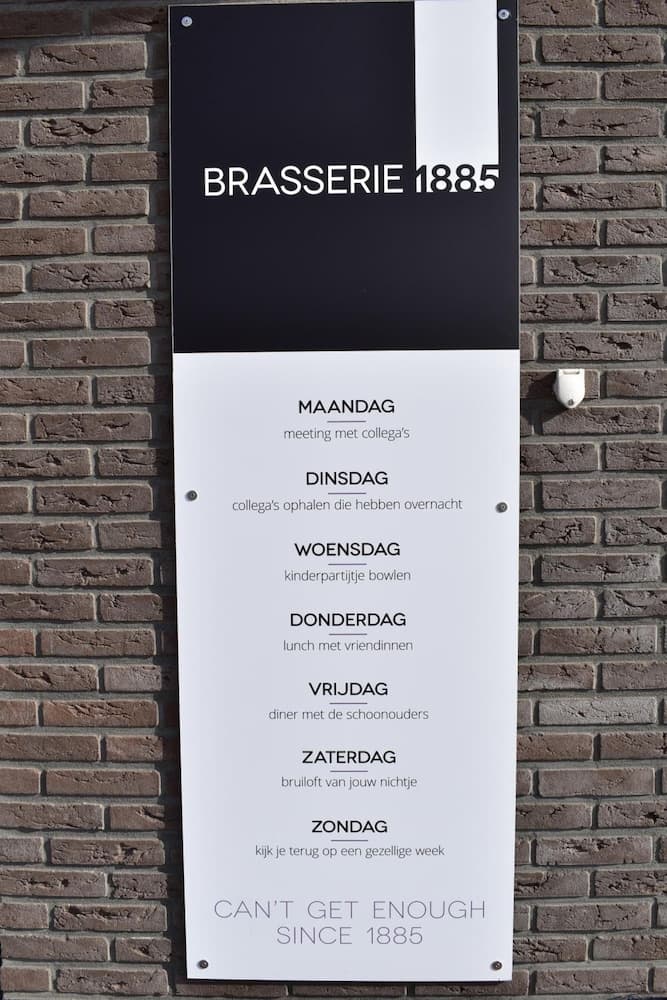 BRASSERIE 1885
MAANDAG
meeting met collega's
DINSDAG
collega's ophalen die hebben overnacht
WOENSDAG
kinderpartijtje bowlen
DONDERDAG
lunch met vriendinnen
VRIJDAG
diner met de schoonouders
ZATERDAG
bruiloft van jouw nichtje
ZONDAG
kijk je terug op een gezellige week
CAN'T GET ENOUGH
SINCE 1885